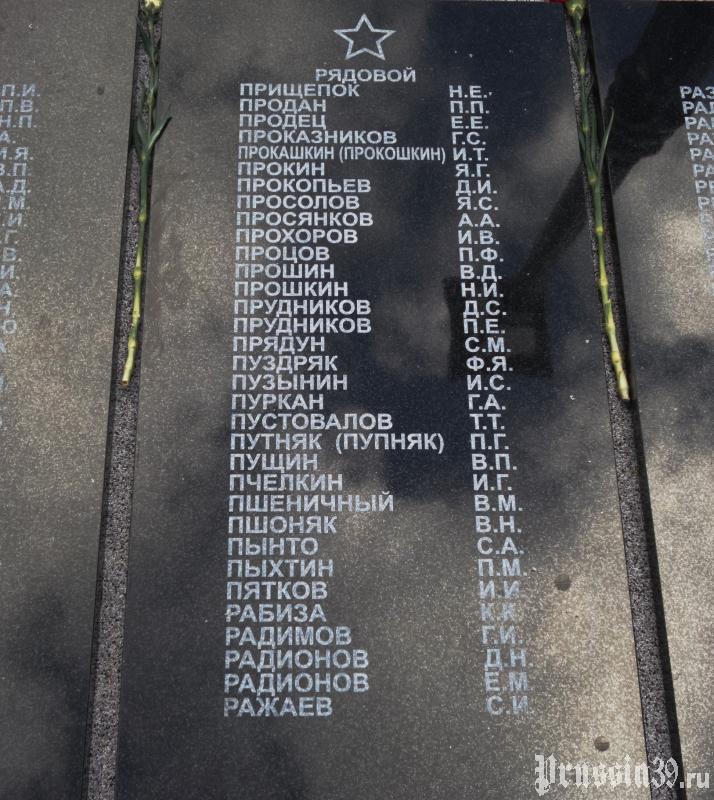 РЯДОВОЙ
ПРИЩЕПОК Н.Е.
ПРОДАН П.П.
ПРОДЕЦ Е.Е.
ПРОКАЗНИКОВ Г.С.
ПРОКАШКИН (ПРОКОШКИН) И.Т.
ПРОКИН Я.Г.
ПРОКОПЬЕВ Д.И.
ПРОСОЛОВ Я.С.
ПРОСЯНКОВ А.А.
ПРОХОРОВ И.В.
ПРОЦОВ П.Ф.
ПРОШИН В.Д.
ПРОШКИН Н.И.
ПРУДНИКОВ Д.С.
ПРУДНИКОВ П.Е.
ПРЯДУН С.М.
ПУЗДРЯК Ф.Я.
ПУЗЫНИН И.С.
ПУРКАН Г.А.
ПУСТОВАЛОВ Т.Т.
ПУТНЯК (ПУПНЯК) П.Г.
ПУЩИН В.П.
ПЧЕЛКИН И.Г.
ПШЕНИЧНЫЙ В.М.
ПШОНЯК В.Н.
ПЫНТО С.А.
ПЫХТИН П.М.
ПЯТКОВ И.И
РАБИЗА К.К
РАДИМОВ Г.И.
РАДИОНОВ Д.Н.
РАДИОНОВ Е.М.
РАЖАЕВ С.И.
Prussia39.ru